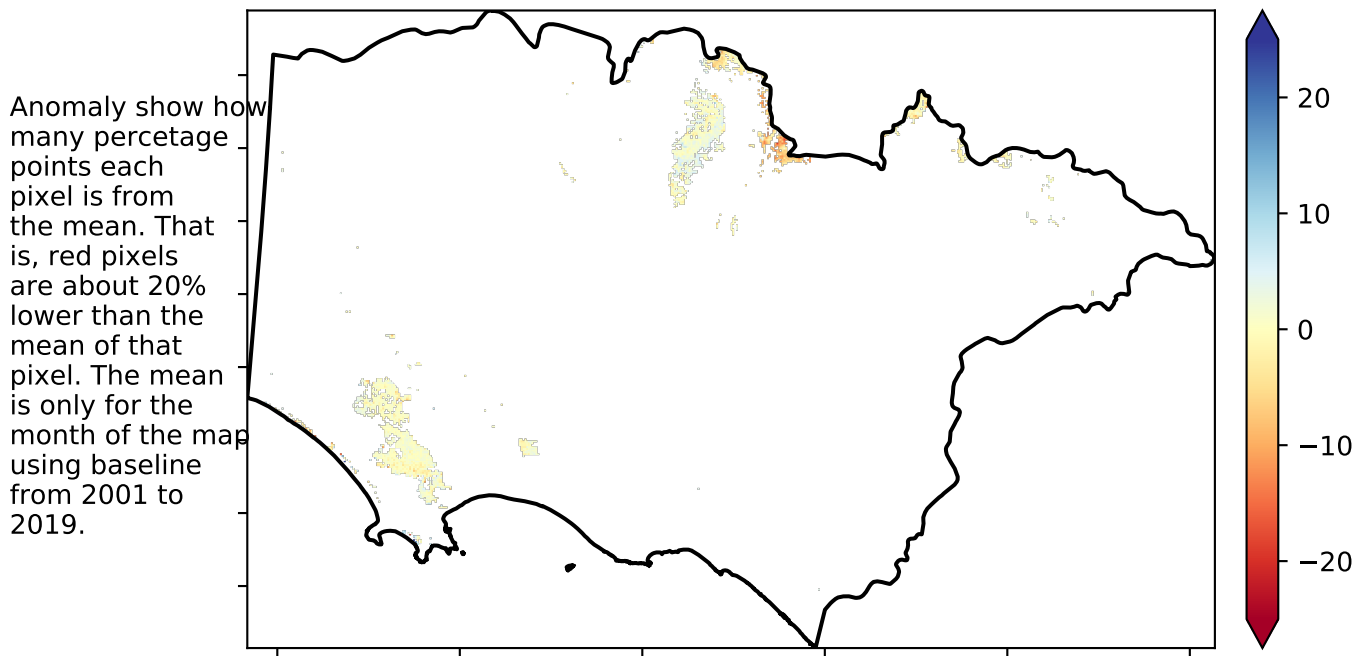 Anomaly show how
many percetage
points each
pixel is from
the mean. That
is, red pixels
are about 20%
lower than the
mean of that
pixel. The mean
is only for the
month of the map
using baseline
from 2001 to
2019.
20
10
0
−10
−20